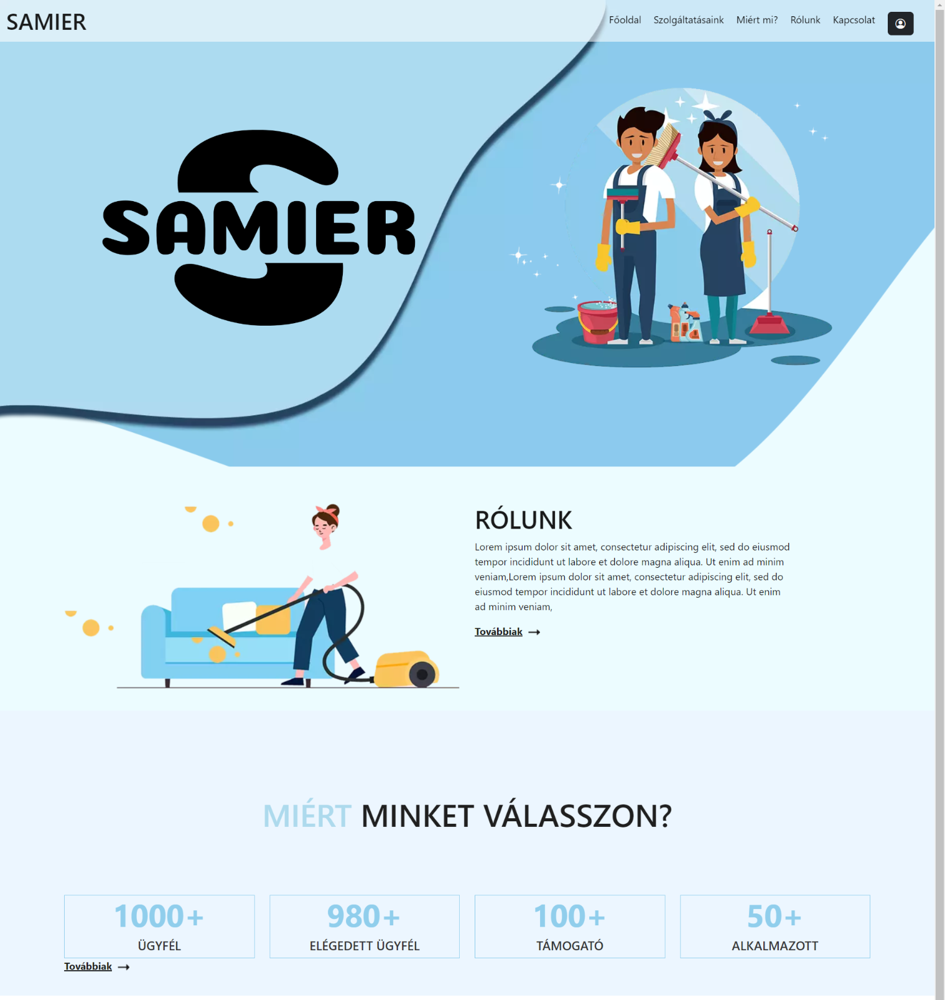 SAMIER
Főoldal Szolgáltatásaink Miért mi? Rólunk Kapcsolat
SAMIER
RÓLUNK
Lorem ipsum dolor sit amet, consectetur adipiscing elit, sed do eiusmod
tempor incididunt ut labore et dolore magna aliqua. Ut enim ad minim
veniam,Lorem ipsum dolor sit amet, consectetur adipiscing elit, sed do
eiusmod tempor incididunt ut labore et dolore magna aliqua. Ut enim
ad minim veniam,
Továbbiak
MIÉRT MINKET VÁLASSZON?
1000+
ÜGYFÉL
980+
ELÉGEDETT ÜGYFÉL
100+
TÁMOGATÓ
50+
ALKALMAZOTT
Továbbiak